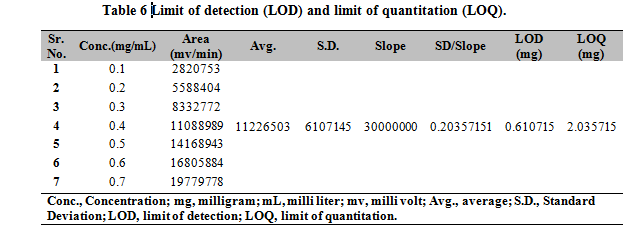 Table 6 Limit of detection (LOD) and limit of quantitation (LOQ).
Sr. No. Conc.(mg/mL) Area (mv/min) Avg. S.D. Slope SD/Slope LOD (mg) LOQ (mg)
1 0.1 2820753
2 0.2 5588404
3 0.3 8332772
4 0.4 11088989 11226503 6107145 30000000 0.20357151 0.610715 2.035715
5 0.5 14168943
6 0.6 16805884
7 0.7 19779778
Conc., Concentration; mg, milligram; mL, milli liter; mv, milli volt; Avg., average; S.D., Standard
Deviation; LOD, limit of detection; LOQ, limit of quantitation.